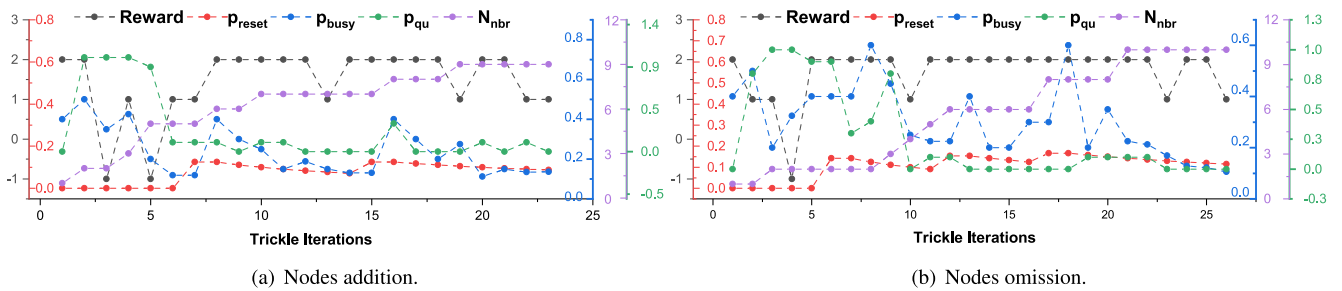 Reward p_reset p_busy p_qu N_nbr
3 2 1 0 -1
0.8 0.6 0.4 0.2 0.0
0.8 0.6 0.4 0.2 0.0
12 9 6 3 0
1.4 0.9 0.5 0.0 -0.5
0 5 10 15 20 25
Trickle Iterations
(a) Nodes addition.
Reward p_reset p_busy p_qu N_nbr
3 2 1 0 -1
0.8 0.7 0.6 0.5 0.4 0.3 0.2 0.1 0.0
0.6 0.4 0.2 0.0
12 9 6 3 0
1.3 1.0 0.8 0.5 0.3 0.0 -0.3
0 5 10 15 20 25
Trickle Iterations
(b) Nodes omission.